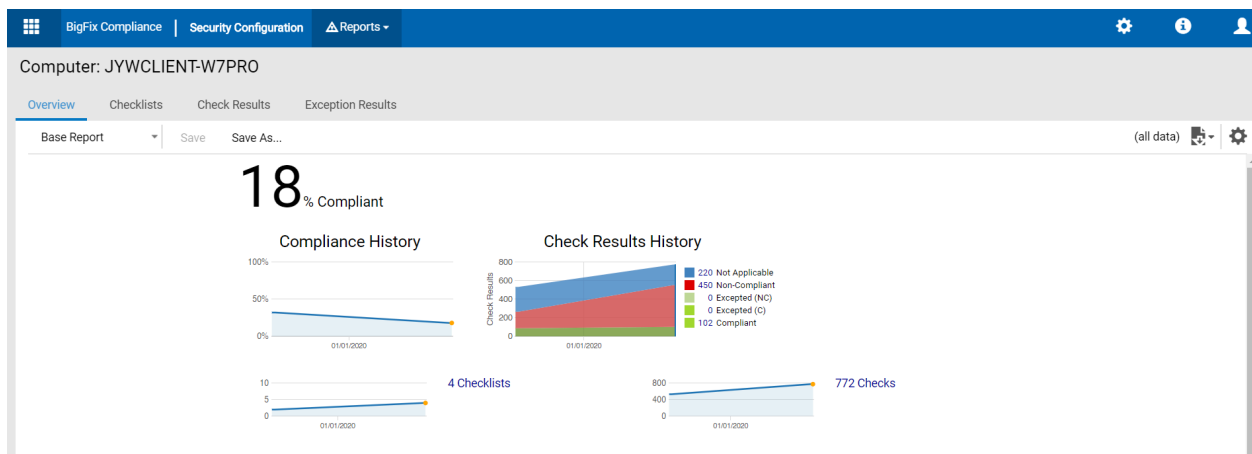 BigFix Compliance | Security Configuration Reports
Computer: JYWCLIENT-W7PRO
Overview Checklists Check Results Exception Results
Base Report Save Save As... (all data)
18% Compliant
Compliance History
100%
50%
0%
01/01/2020
Check Results History
Check Results
800
600
400
200
0
01/01/2020
220 Not Applicable
450 Non-Compliant
0 Excepted (NC)
0 Excepted (C)
102 Compliant
10
5
0
01/01/2020
4 Checklists
800
400
0
01/01/2020
772 Checks